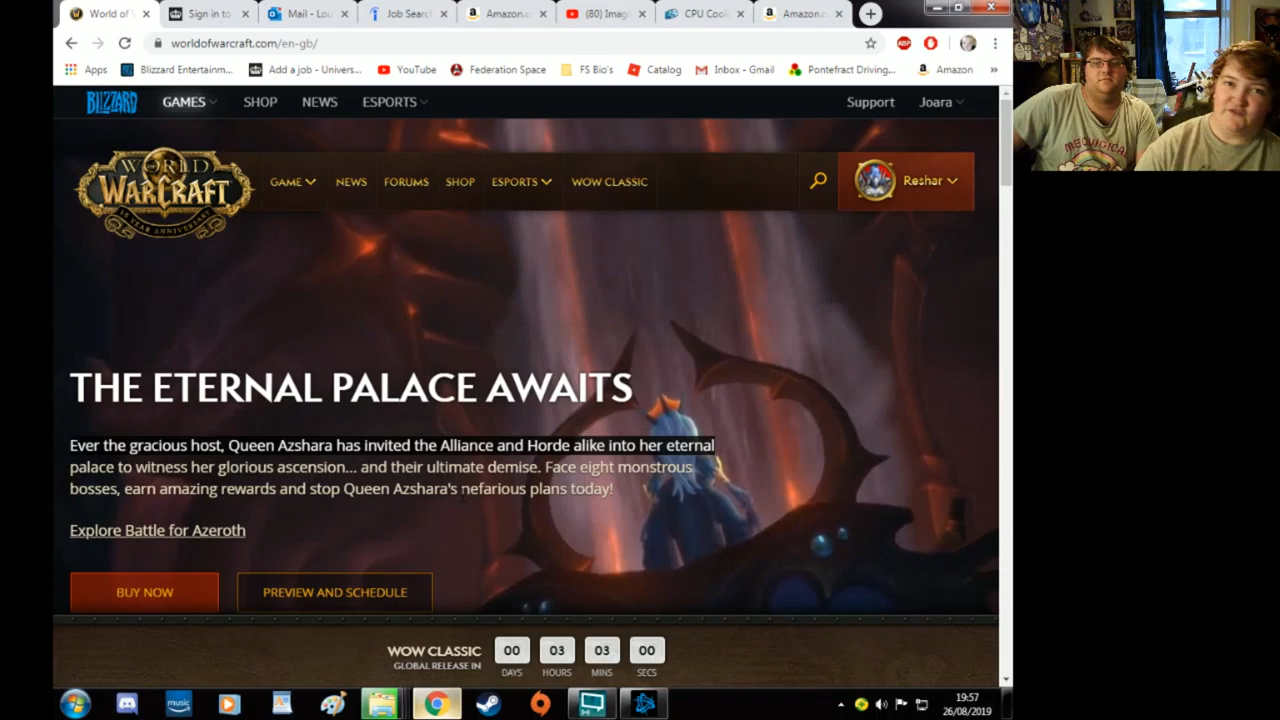 World of W
Sign in to
Mail - Lou
Job Searc
Amazon.c
(80) Imag
CPU Cool
Amazon.c
worldofwarcraft.com/en-gb/
Apps
Blizzard Entertainm...
Add a job - Univers...
YouTube
Federation Space
FS Bio's
Catalog
Inbox - Gmail
Pontefract Driving...
Amazon
»
BLIZZARD
GAMES
SHOP
NEWS
ESPORTS
Support
Joara
WORLD
OF
WARCRAFT
15 YEAR ANNIVERSARY
GAME
NEWS
FORUMS
SHOP
ESPORTS
WOW CLASSIC
Reshar
THE ETERNAL PALACE AWAITS
Ever the gracious host, Queen Azshara has invited the Alliance and Horde alike into her eternal
palace to witness her glorious ascension... and their ultimate demise. Face eight monstrous
bosses, earn amazing rewards and stop Queen Azshara's nefarious plans today!
Explore Battle for Azeroth
BUY NOW
PREVIEW AND SCHEDULE
WOW CLASSIC
GLOBAL RELEASE IN
00
03
03
00
DAYS
HOURS
MINS
SECS
music
19:57
26/08/2019
ABP
MEOWGICAL